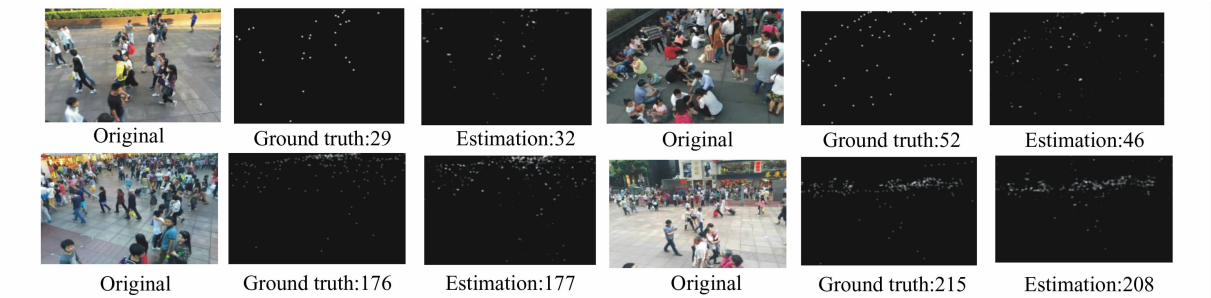 Original Ground truth:29 Estimation:32 Original Ground truth:52 Estimation:46
Original Ground truth:176 Estimation:177 Original Ground truth:215 Estimation:208